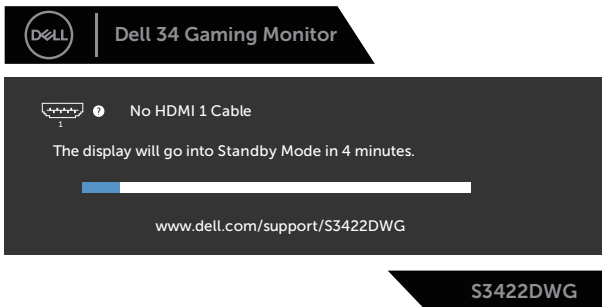 DELL
Dell 34 Gaming Monitor
? No HDMI 1 Cable
1
The display will go into Standby Mode in 4 minutes.
www.dell.com/support/S3422DWG
S3422DWG